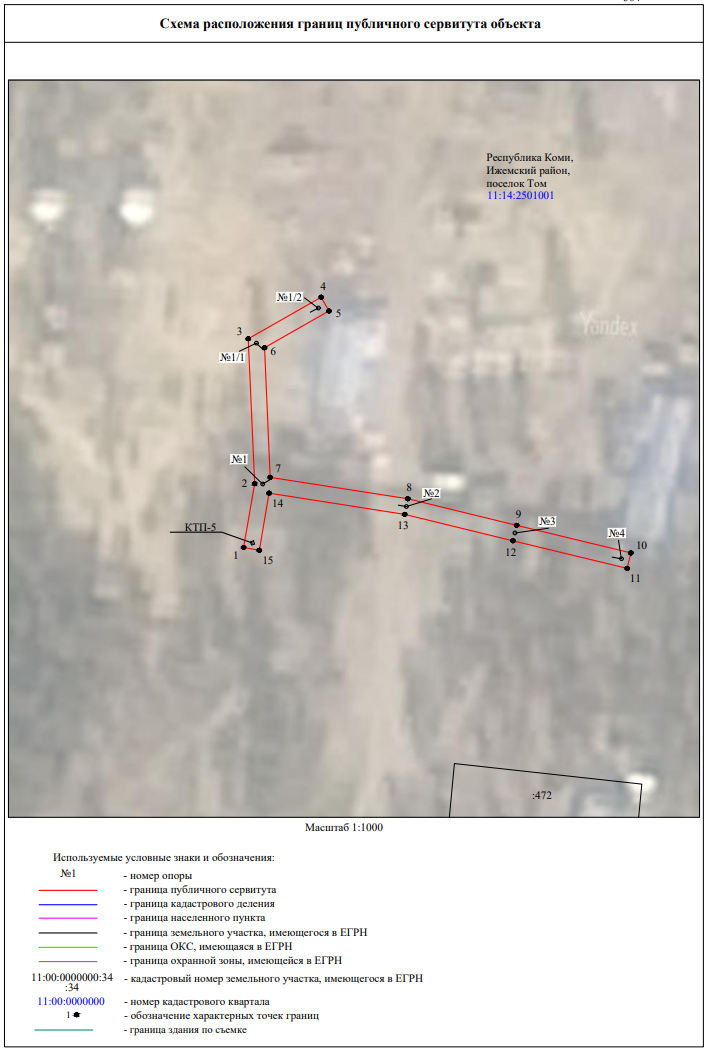 Схема расположения границ публичного сервитута объекта
Республика Коми,
Ижемский район,
поселок Том
11:14:2501001
4
№1/2
5
3
6
№1/1
Yandex
№1
7
2
8
№2
14
13
9
№3
КТП-5
12
№4
10
1
15
11
:472
Масштаб 1:1000
Используемые условные знаки и обозначения:
№1 - номер опоры
- граница публичного сервитута
- граница кадастрового деления
- граница населенного пункта
- граница земельного участка, имеющегося в ЕГРН
- граница ОКС, имеющаяся в ЕГРН
- граница охранной зоны, имеющейся в ЕГРН
11:00:0000000:34 - кадастровый номер земельного участка, имеющегося в ЕГРН
:34
11:00:0000000 - номер кадастрового квартала
1 - обозначение характерных точек границ
- граница здания по съемке